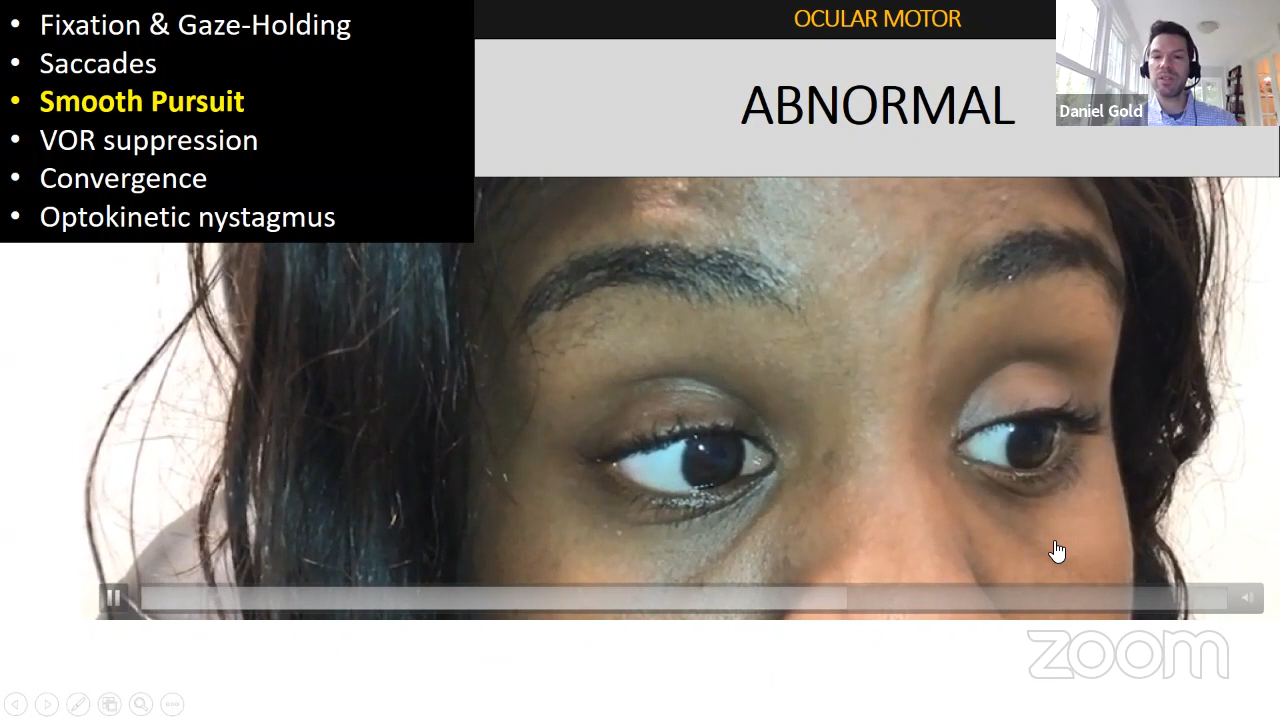 • Fixation & Gaze-Holding
• Saccades
• Smooth Pursuit
• VOR suppression
• Convergence
• Optokinetic nystagmus
OCULAR MOTOR
ABNORMAL
Daniel Gold
zoom